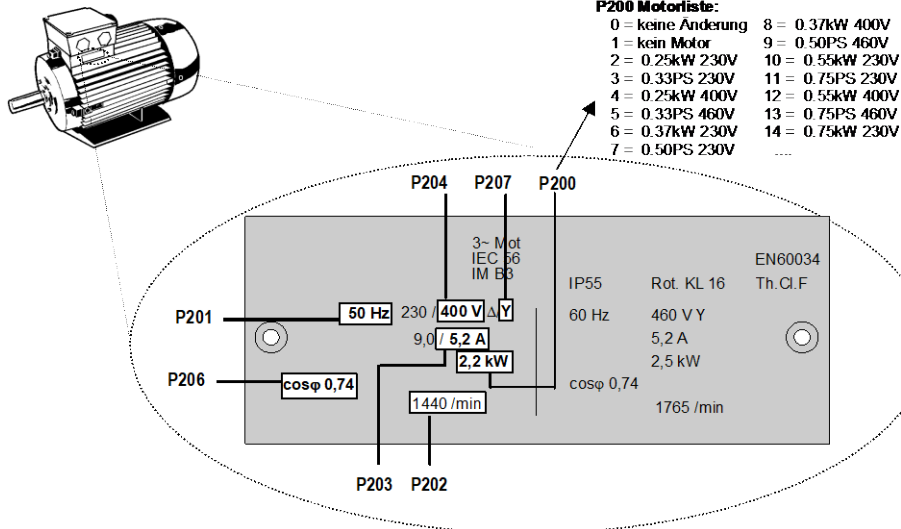 P200 Motorliste:
0 = keine Änderung 8 = 0.37kW 400V
1 = kein Motor 9 = 0.50PS 460V
2 = 0.25kW 230V 10 = 0.55kW 230V
3 = 0.33PS 230V 11 = 0.75PS 230V
4 = 0.25kW 400V 12 = 0.55kW 400V
5 = 0.33PS 460V 13 = 0.75PS 460V
6 = 0.37kW 230V 14 = 0.75kW 230V
7 = 0.50PS 230V ....
P204 P207 P200
3~ Mot
IEC 56
IM B3
EN60034
IP55 Rot. KL 16 Th.Cl.F
P201 50 Hz 230 / 400 V Δ/Y 60 Hz 460 V Y
9,0 / 5,2 A 5,2 A
2,2 kW 2,5 kW
P206 cosφ 0,74 cosφ 0,74
1440 /min 1765 /min
P203 P202